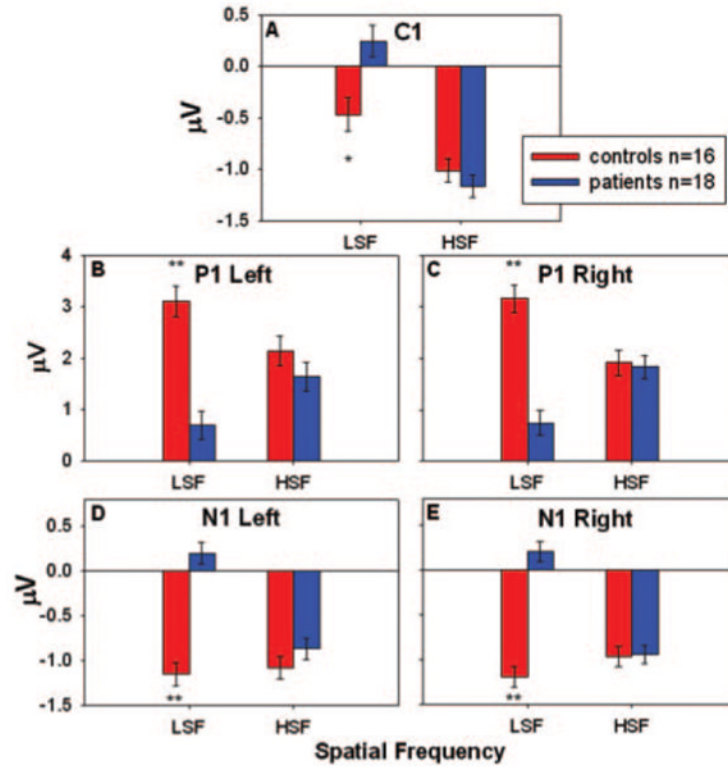 A C1
0.5
0.0
-0.5
-1.0
-1.5
µV
*
LSF HSF
controls n=16
patients n=18
B P1 Left
**
4
3
2
1
0
µV
LSF HSF
C P1 Right
**
LSF HSF
D N1 Left
0.5
0.0
-0.5
-1.0
-1.5
µV
**
LSF HSF
E N1 Right
**
LSF HSF
Spatial Frequency